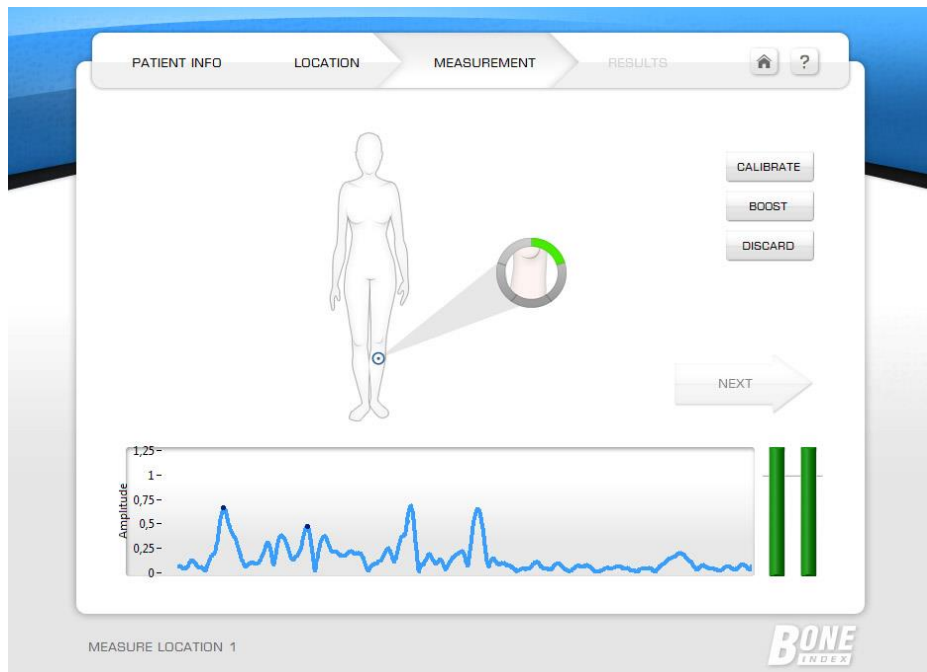 PATIENT INFO
LOCATION
MEASUREMENT
RESULTS
?
CALIBRATE
BOOST
DISCARD
NEXT
Amplitude
1,25
1
0,75
0,5
0,25
0
MEASURE LOCATION 1
BONE
INDEX